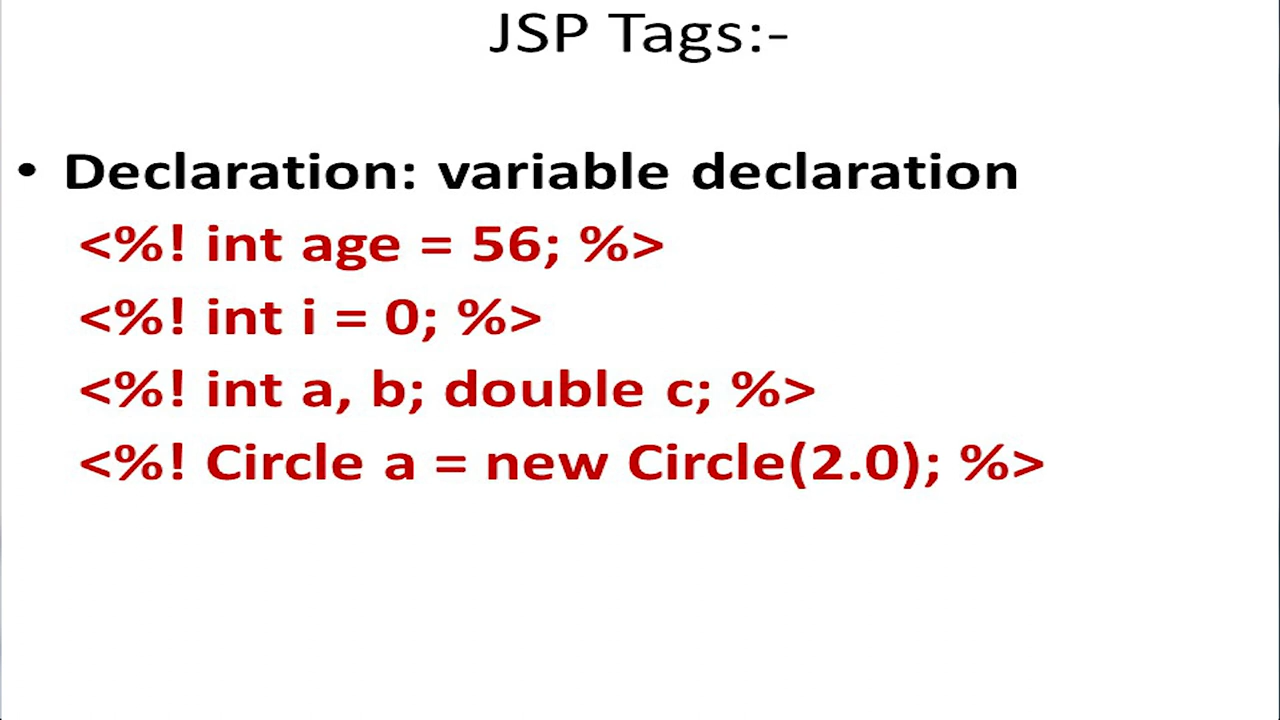 JSP Tags:-
• Declaration: variable declaration
<%! int age = 56; %>
<%! int i = 0; %>
<%! int a, b; double c; %>
<%! Circle a = new Circle(2.0); %>